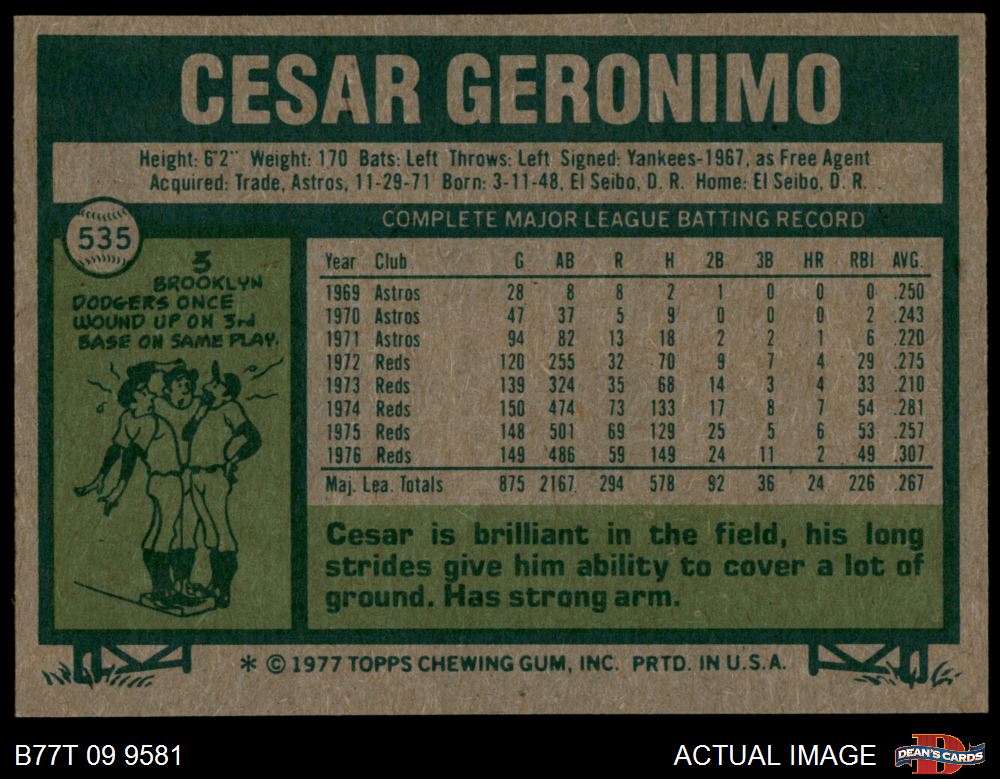 CESAR GERONIMO
Height: 6'2" Weight: 170 Bats: Left Throws: Left Signed: Yankees-1967, as Free Agent
Acquired: Trade, Astros, 11-29-71 Born: 3-11-48, El Seibo, D. R. Home: El Seibo, D. R.
535
3
BROOKLYN
DODGERS ONCE
WOUND UP ON 3rd
BASE ON SAME PLAY.
COMPLETE MAJOR LEAGUE BATTING RECORD
Year Club G AB R H 2B 3B HR RBI AVG.
1969 Astros 28 8 8 2 1 0 0 0 .250
1970 Astros 47 37 5 9 0 0 0 2 .243
1971 Astros 94 82 13 18 2 2 1 6 .220
1972 Reds 120 255 32 70 9 7 4 29 .275
1973 Reds 139 324 35 68 14 3 4 33 .210
1974 Reds 150 474 73 133 17 8 7 54 .281
1975 Reds 148 501 69 129 25 5 6 53 .257
1976 Reds 149 486 59 149 24 11 2 49 .307
Maj. Lea. Totals 875 2167 294 578 92 36 24 226 .267
Cesar is brilliant in the field, his long
strides give him ability to cover a lot of
ground. Has strong arm.
* © 1977 TOPPS CHEWING GUM, INC. PRTD. IN U.S.A.
B77T 09 9581
ACTUAL IMAGE
D
DEAN'S CARDS